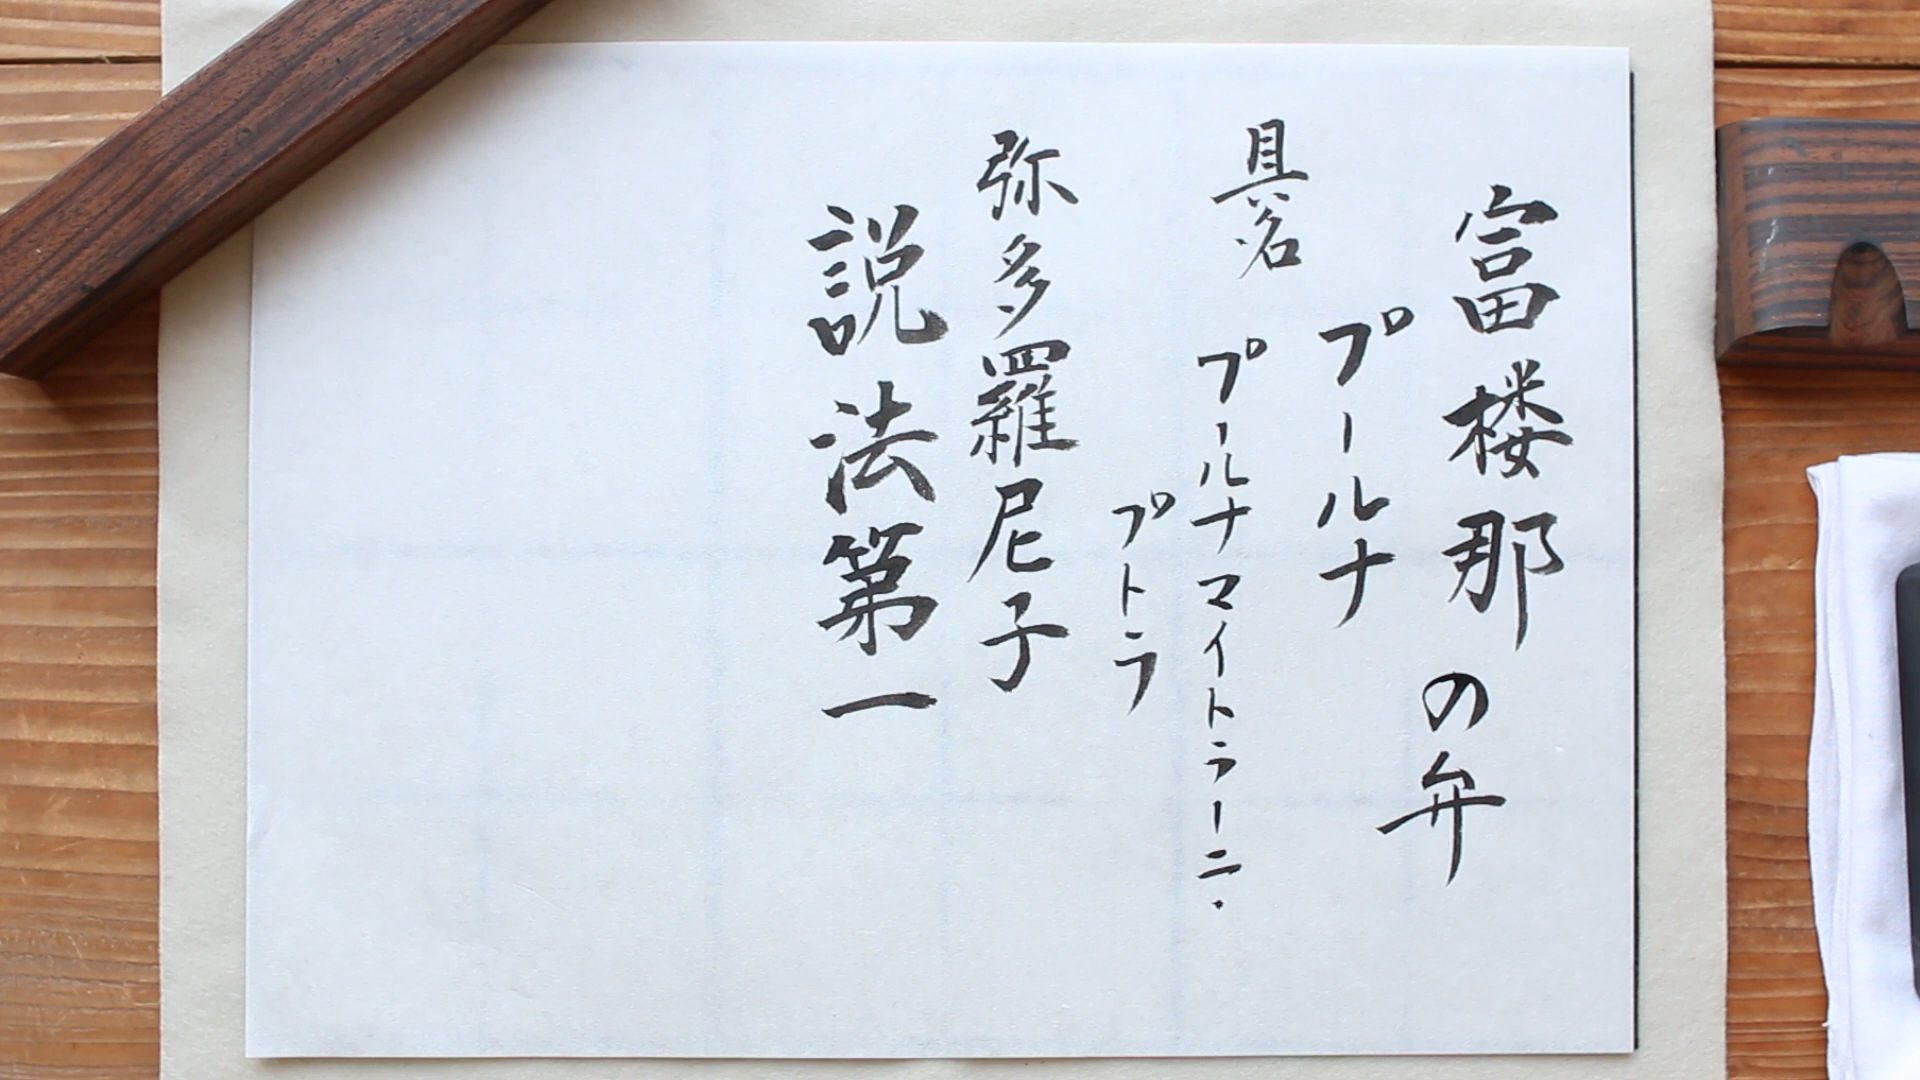 富楼那の弁
プールナ
具名
プールナマイトラーニ・
プトラ
弥多羅尼子
説法第一